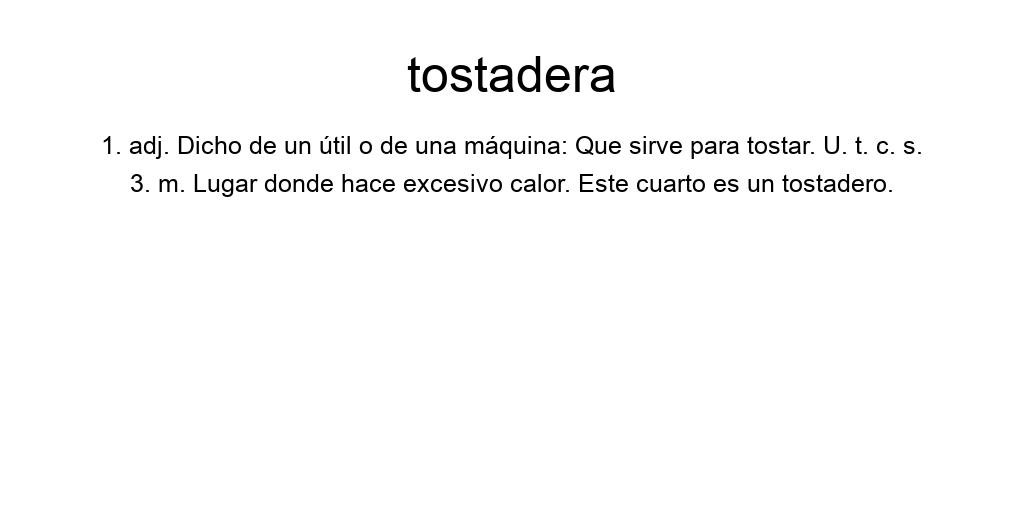 tostadera
1. adj. Dicho de un útil o de una máquina: Que sirve para tostar. U. t. c. s.
3. m. Lugar donde hace excesivo calor. Este cuarto es un tostadero.